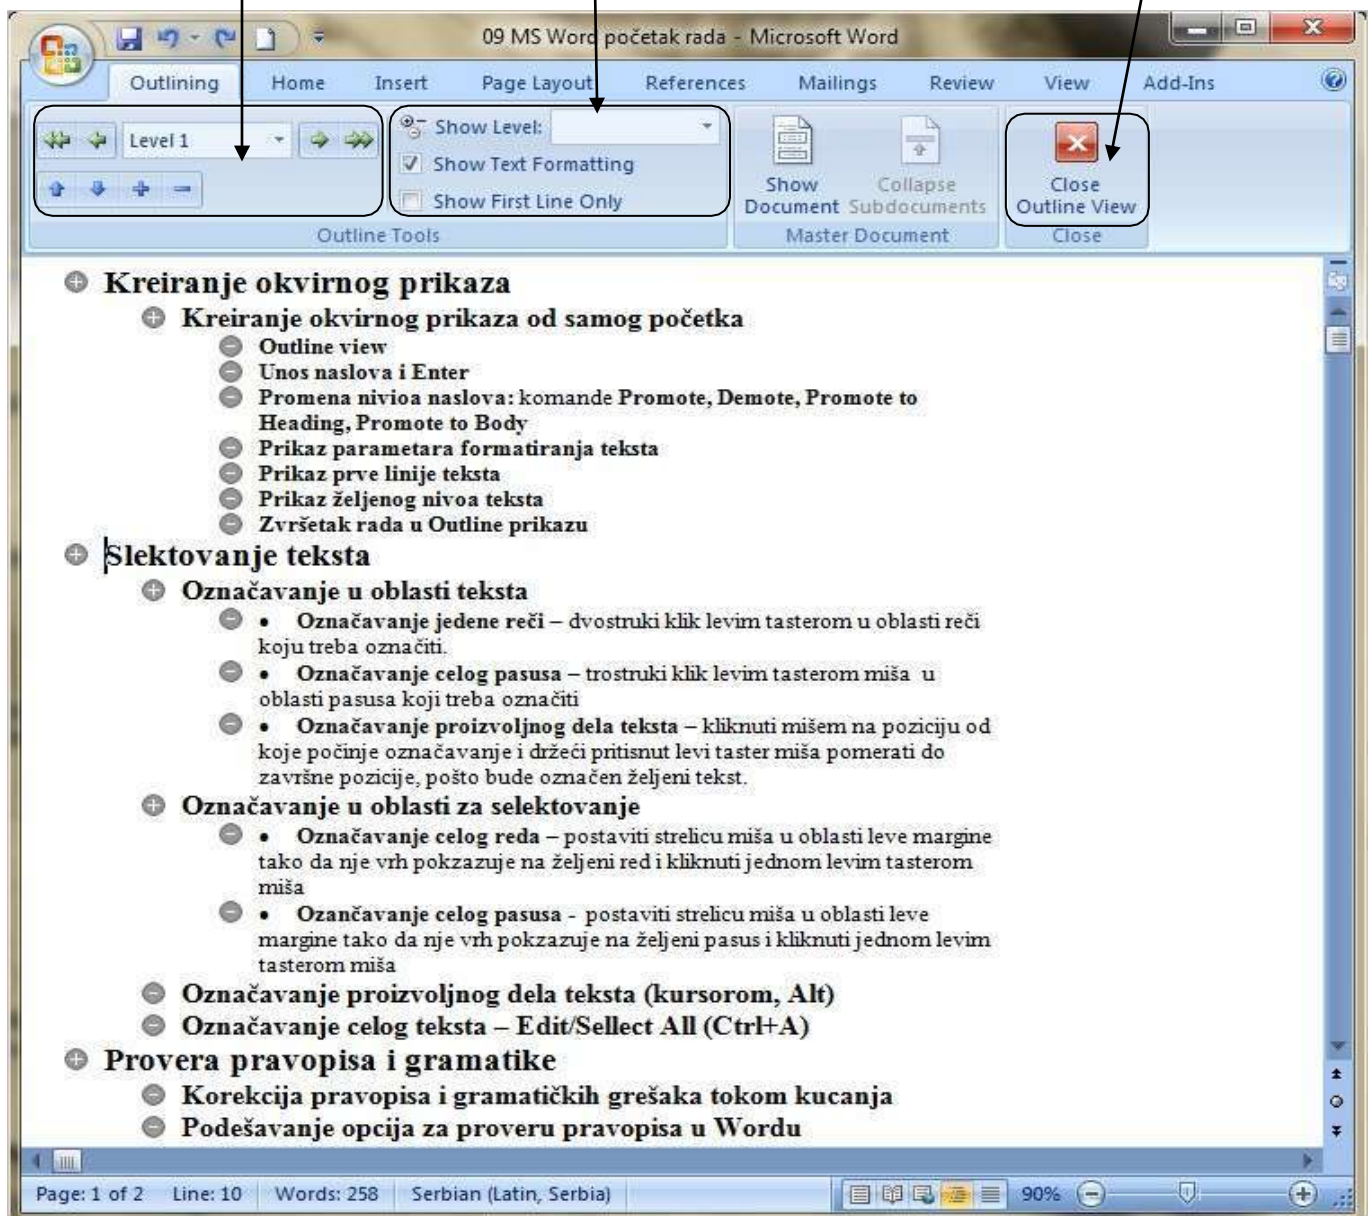 09 MS Word početak rada - Microsoft Word
Outlining Home Insert Page Layout References Mailings Review View Add-Ins
Level 1
Show Level:
Show Text Formatting
Show First Line Only
Show Document
Collapse Subdocuments
Close Outline View
Outline Tools
Master Document
Close
Kreiranje okvirnog prikaza
Kreiranje okvirnog prikaza od samog početka
Outline view
Unos naslova i Enter
Promena nivioa naslova: komande Promote, Demote, Promote to
Heading, Promote to Body
Prikaz parametara formatiranja teksta
Prikaz prve linije teksta
Prikaz željenog nivoa teksta
Zvršetak rada u Outline prikazu
Slektovanje teksta
Označavanje u oblasti teksta
• Označavanje jedene reči – dvostruki klik levim tasterom u oblasti reči
koju treba označiti.
• Označavanje celog pasusa – trostruki klik levim tasterom miša u
oblasti pasusa koji treba označiti
• Označavanje proizvoljnog dela teksta – kliknuti mišem na poziciju od
koje počinje označavanje i držeći pritisnut levi taster miša pomerati do
završne pozicije, pošto bude označen željeni tekst.
Označavanje u oblasti za selektovanje
• Označavanje celog reda – postaviti strelicu miša u oblasti leve margine
tako da nje vrh pokzazuje na željeni red i kliknuti jednom levim tasterom
miša
• Ozančavanje celog pasusa - postaviti strelicu miša u oblasti leve
margine tako da nje vrh pokzazuje na željeni pasus i kliknuti jednom levim
tasterom miša
Označavanje proizvoljnog dela teksta (kursorom, Alt)
Označavanje celog teksta – Edit/Sellect All (Ctrl+A)
Provera pravopisa i gramatike
Korekcija pravopisa i gramatičkih grešaka tokom kucanja
Podešavanje opcija za proveru pravopisa u Wordu
Page: 1 of 2 Line: 10 Words: 258 Serbian (Latin, Serbia) 90%